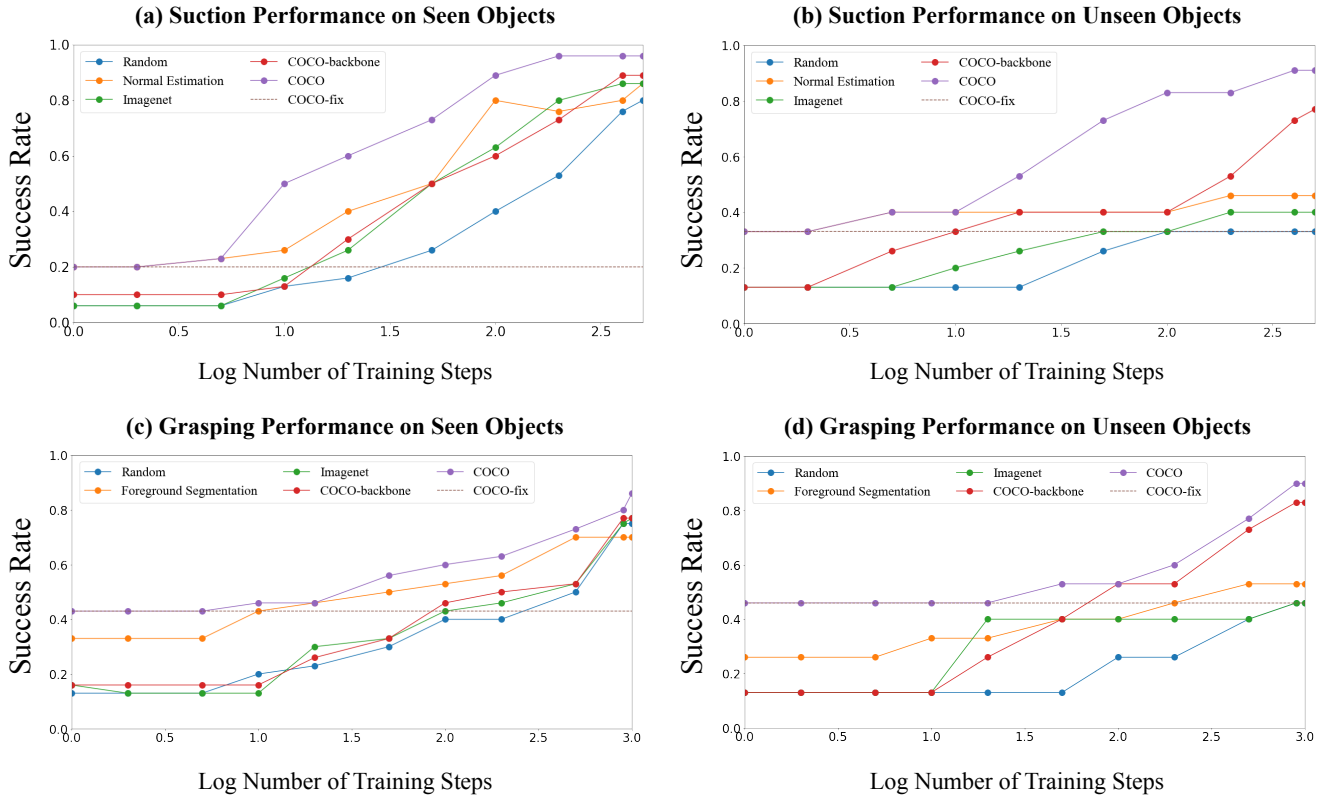 (a) Suction Performance on Seen Objects
Success Rate
1.0
0.8
0.6
0.4
0.2
0.0
Random
Normal Estimation
Imagenet
COCO-backbone
COCO
COCO-fix
0.0 0.5 1.0 1.5 2.0 2.5
Log Number of Training Steps
(b) Suction Performance on Unseen Objects
Success Rate
1.0
0.8
0.6
0.4
0.2
0.0
Random
Normal Estimation
Imagenet
COCO-backbone
COCO
COCO-fix
0.0 0.5 1.0 1.5 2.0 2.5
Log Number of Training Steps
(c) Grasping Performance on Seen Objects
Success Rate
1.0
0.8
0.6
0.4
0.2
0.0
Random
Foreground Segmentation
Imagenet
COCO-backbone
COCO
COCO-fix
0.0 0.5 1.0 1.5 2.0 2.5 3.0
Log Number of Training Steps
(d) Grasping Performance on Unseen Objects
Success Rate
1.0
0.8
0.6
0.4
0.2
0.0
Random
Foreground Segmentation
Imagenet
COCO-backbone
COCO
COCO-fix
0.0 0.5 1.0 1.5 2.0 2.5 3.0
Log Number of Training Steps